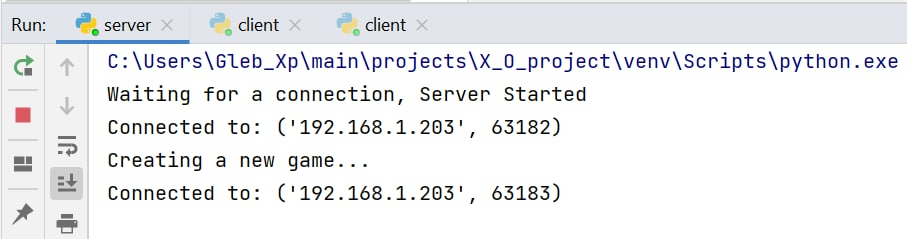 Run: server client client
C:\Users\Gleb_Xp\main\projects\X_O_project\venv\Scripts\python.exe
Waiting for a connection, Server Started
Connected to: ('192.168.1.203', 63182)
Creating a new game...
Connected to: ('192.168.1.203', 63183)